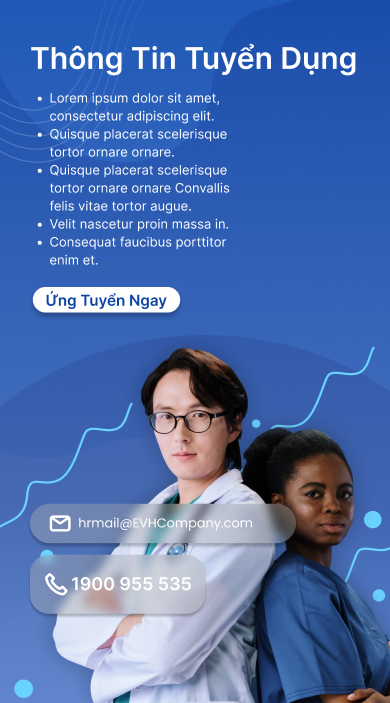 Thông Tin Tuyển Dụng
• Lorem ipsum dolor sit amet,
consectetur adipiscing elit.
• Quisque placerat scelerisque
tortor ornare ornare.
• Quisque placerat scelerisque
tortor ornare ornare Convallis
felis vitae tortor augue.
• Velit nascetur proin massa in.
• Consequat faucibus porttitor
enim et.
Ứng Tuyển Ngay
hrmail@EVHCompany.com
1900 955 535